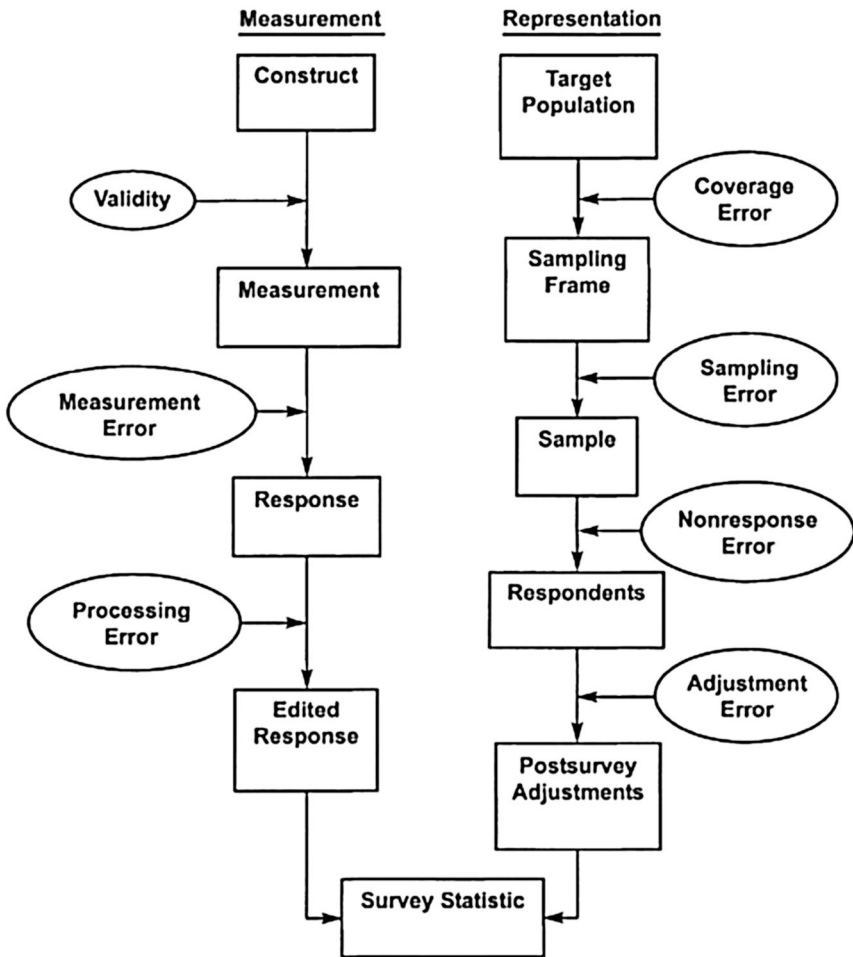 Measurement
Construct
Validity
Measurement
Measurement
Error
Response
Processing
Error
Edited
Response
Representation
Target
Population
Coverage
Error
Sampling
Frame
Sampling
Error
Sample
Nonresponse
Error
Respondents
Adjustment
Error
Postsurvey
Adjustments
Survey Statistic